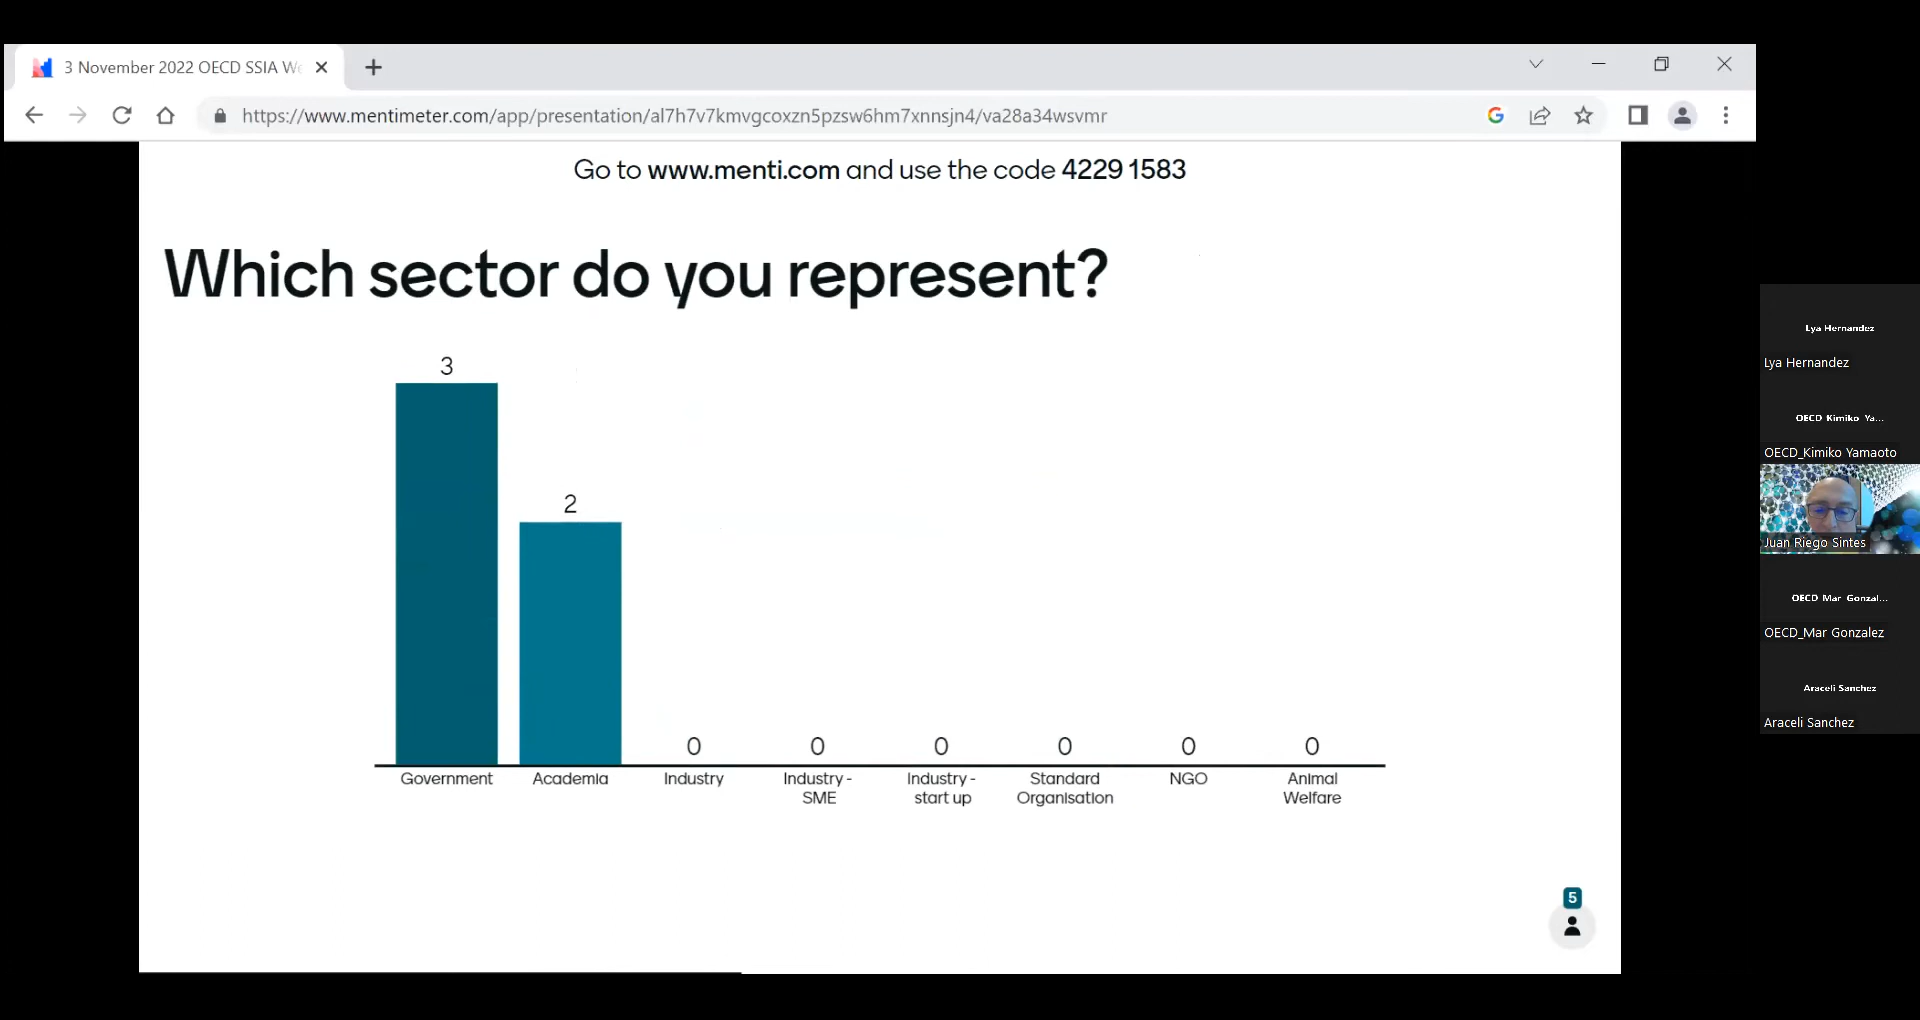 3 November 2022 OECD SSIA We
https://www.mentimeter.com/app/presentation/al7h7v7kmvgcoxzn5pzsw6hm7xnnsjn4/va28a34wsvmr
Go to www.menti.com and use the code 4229 1583
Which sector do you represent?
3
2
0
0
0
0
0
0
Government
Academia
Industry
Industry -
SME
Industry -
start up
Standard
Organisation
NGO
Animal
Welfare
5
Lya Hernandez
Lya Hernandez
OECD Kimiko Ya...
OECD_Kimiko Yamaoto
Juan Riego Sintes
OECD Mar Gonzal...
OECD_Mar Gonzalez
Araceli Sanchez
Araceli Sanchez